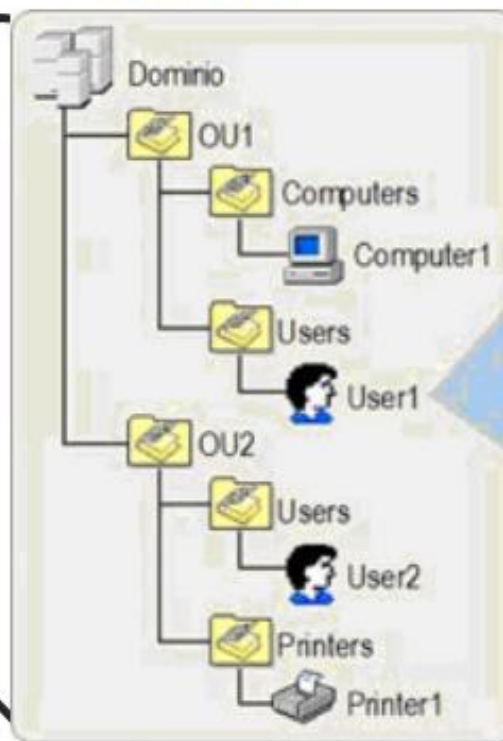 Dominio
OU1
Computers
Computer1
Users
User1
OU2
Users
User2
Printers
Printer1